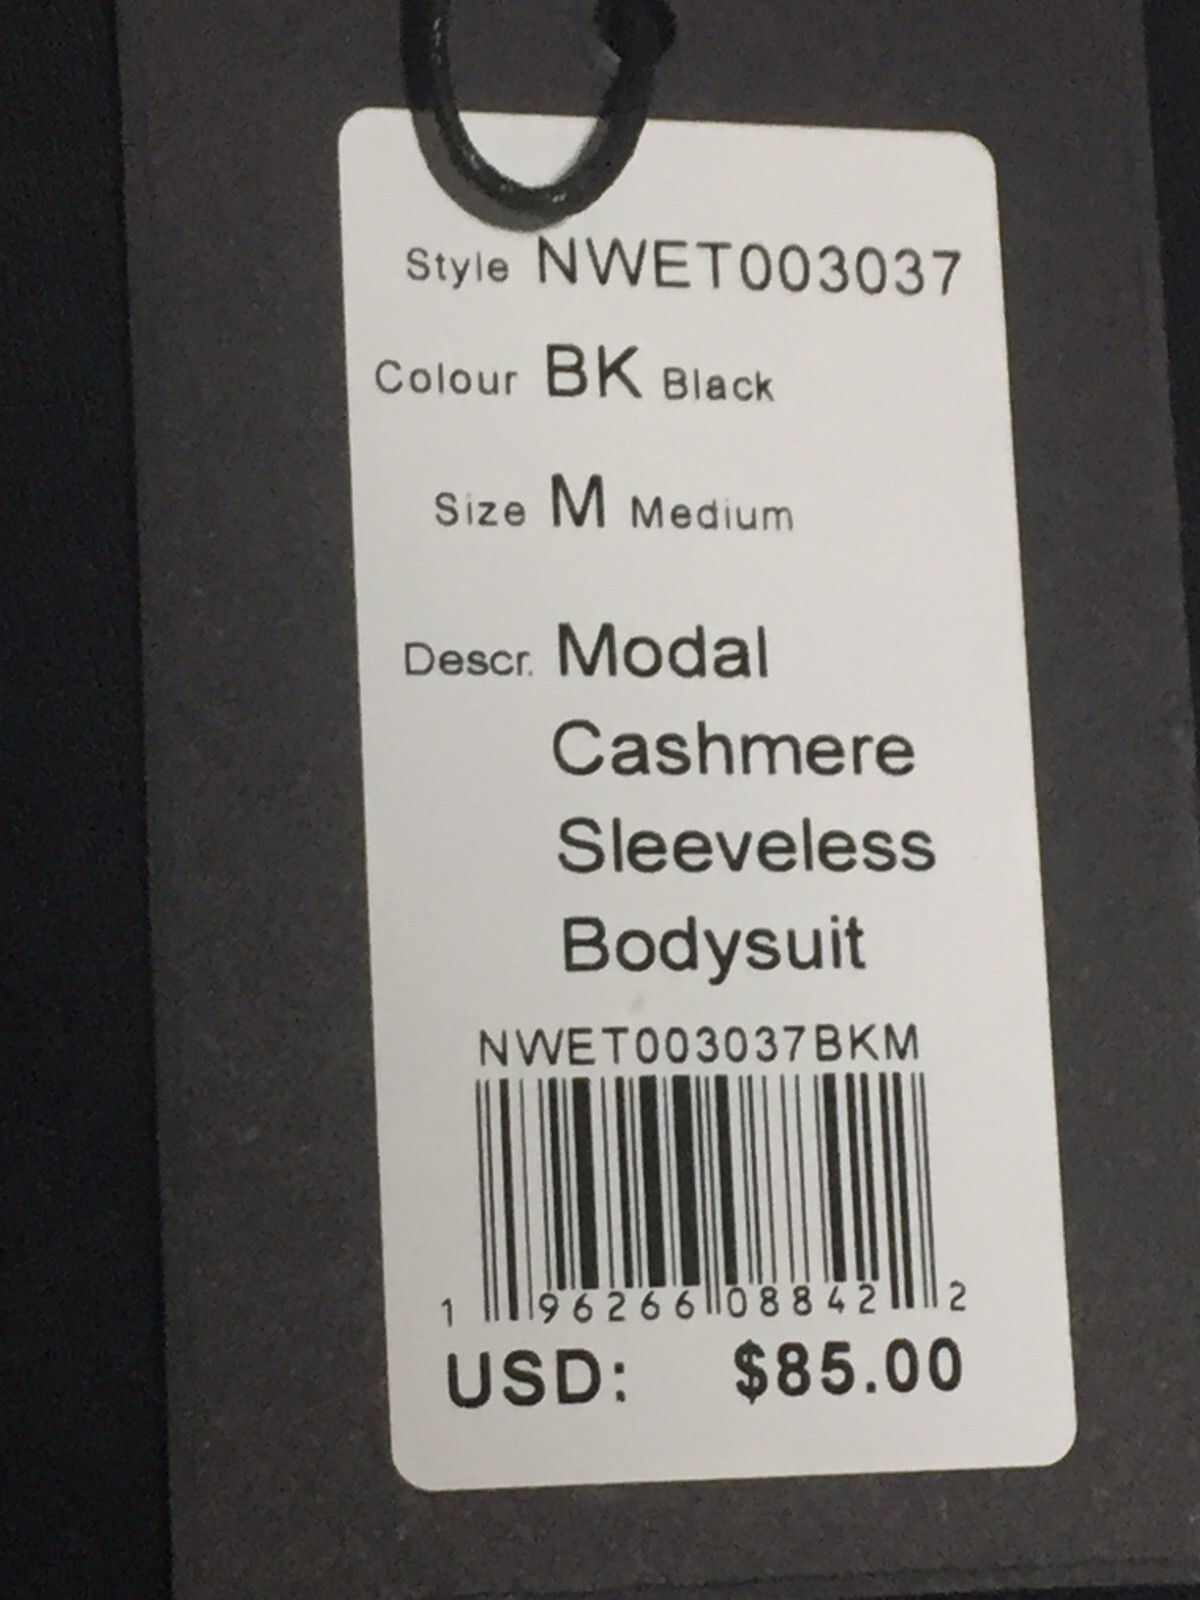 Style NWET003037
Colour BK Black
Size M Medium
Descr. Modal
Cashmere
Sleeveless
Bodysuit
NWET003037BKM
1 96266 08842 2
USD: $85.00